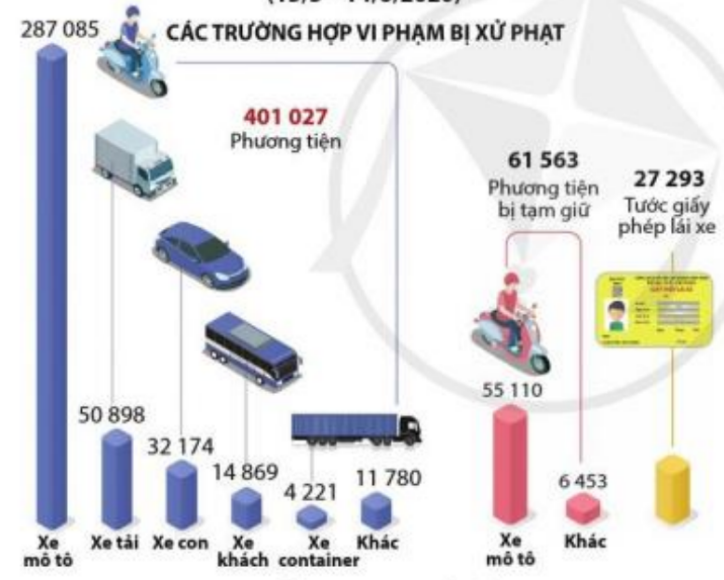 CÁC TRƯỜNG HỢP VI PHẠM BỊ XỬ PHẠT
287 085
401 027
Phương tiện
50 898
32 174
14 869
4 221
11 780
Xe
mô tô
Xe tải
Xe con
Xe
khách
Xe
container
Khác
61 563
Phương tiện
bị tạm giữ
55 110
6 453
Xe
mô tô
Khác
27 293
Tước giấy
phép lái xe